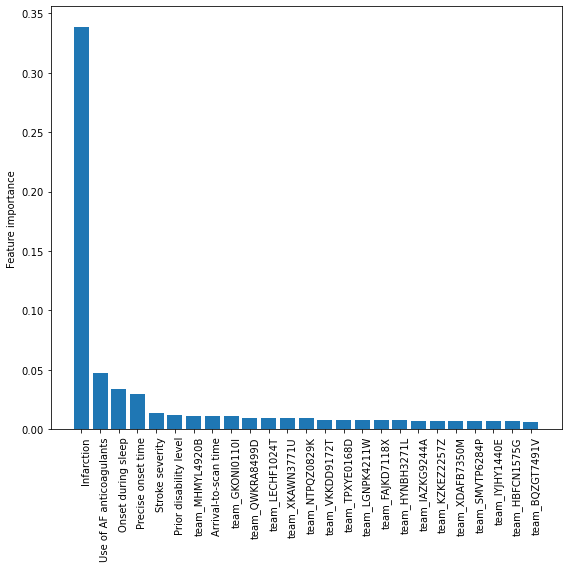 Feature importance
0.35
0.30
0.25
0.20
0.15
0.10
0.05
0.00
Infarction
Use of AF anticoagulants
Onset during sleep
Precise onset time
Stroke severity
Prior disability level
team_MHMYL4920B
Arrival-to-scan time
team_GKONI0110I
team_QWKRA8499D
team_LECHF1024T
team_XKAWN3771U
team_NTPQZ0829K
team_VKKDD9172T
team_TPXYE0168D
team_LGNPK4211W
team_FAJKD7118X
team_HYNBH3271L
team_IAZKG9244A
team_KZKEZ2257Z
team_XDAFB7350M
team_SMVTP6284P
team_IYJHY1440E
team_HBFCN1575G
team_BQZGT7491V